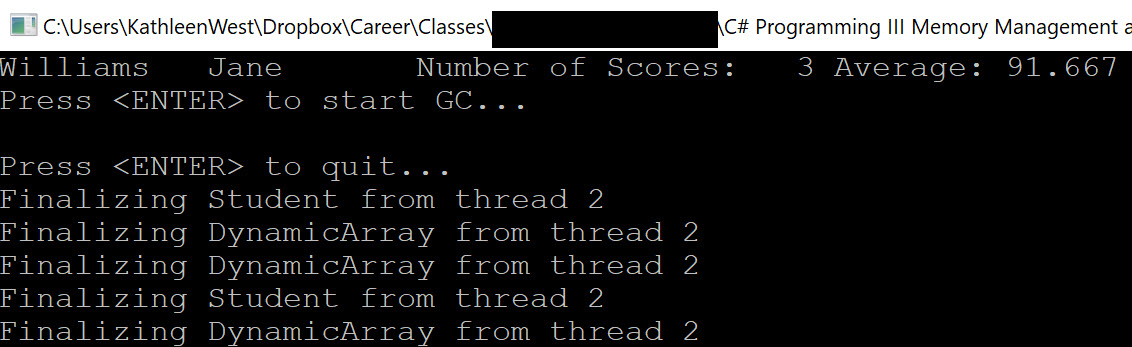 C:\Users\KathleenWest\Dropbox\Career\Classes\ \C# Programming III Memory Management a
Williams   Jane         Number of Scores:    3 Average: 91.667
Press <ENTER> to start GC...
Press <ENTER> to quit...
Finalizing Student from thread 2
Finalizing DynamicArray from thread 2
Finalizing DynamicArray from thread 2
Finalizing Student from thread 2
Finalizing DynamicArray from thread 2